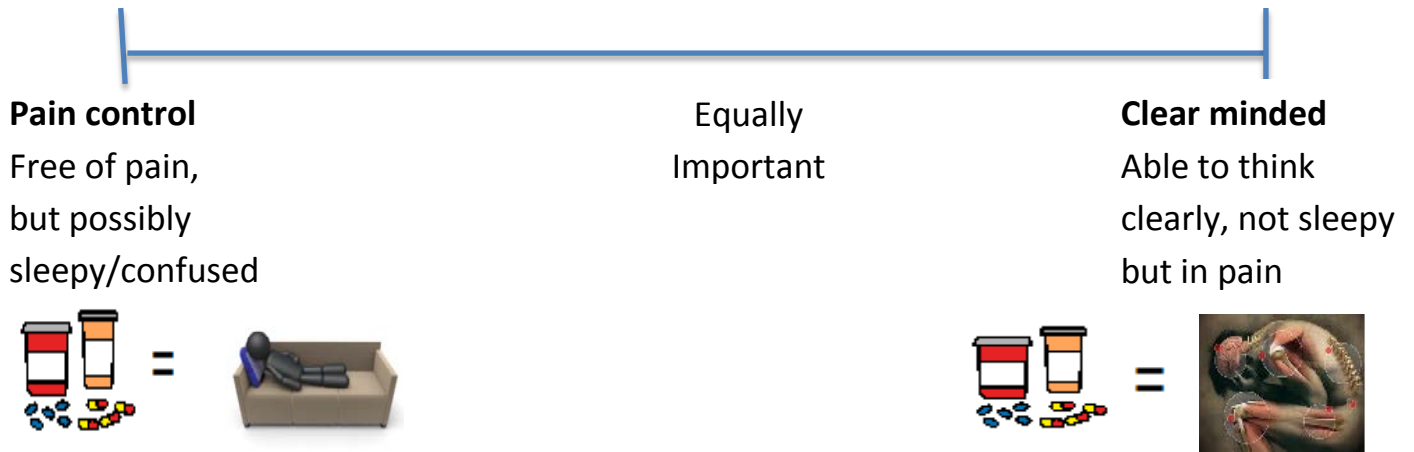 Pain control
Free of pain,
but possibly
sleepy/confused
Equally
Important
Clear minded
Able to think
clearly, not sleepy
but in pain
=
=